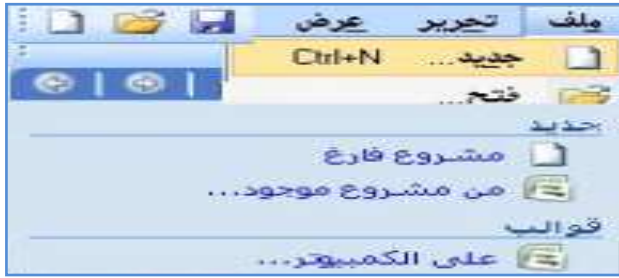 ملف تحرير عرض
جديد... Ctrl+N
فتح...
جديد
مشروع فارغ
من مشروع موجود...
قوالب
على الكمبيوتر...